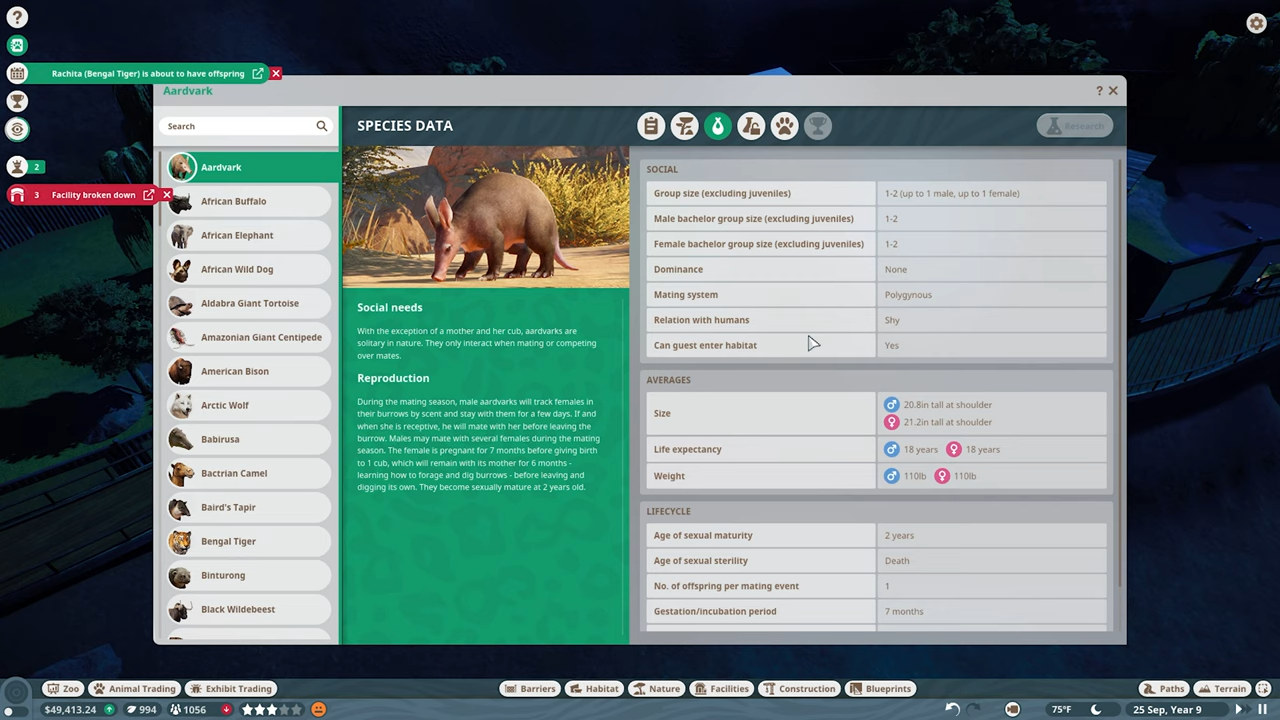 ?
Rachita (Bengal Tiger) is about to have offspring
2
3 Facility broken down
Aardvark
?
Search
SPECIES DATA
Research
Aardvark
African Buffalo
African Elephant
African Wild Dog
Aldabra Giant Tortoise
Amazonian Giant Centipede
American Bison
Arctic Wolf
Babirusa
Bactrian Camel
Baird's Tapir
Bengal Tiger
Binturong
Black Wildebeest
Social needs
With the exception of a mother and her cub, aardvarks are
solitary in nature. They only interact when mating or competing
over mates.
Reproduction
During the mating season, male aardvarks will track females in
their burrows by scent and stay with them for a few days. If and
when she is receptive, he will mate with her before leaving the
burrow. Males may mate with several females during the mating
season. The female is pregnant for 7 months before giving birth
to 1 cub, which will remain with its mother for 6 months -
learning how to forage and dig burrows - before leaving and
digging its own. They become sexually mature at 2 years old.
SOCIAL
Group size (excluding juveniles) 1-2 (up to 1 male, up to 1 female)
Male bachelor group size (excluding juveniles) 1-2
Female bachelor group size (excluding juveniles) 1-2
Dominance None
Mating system Polygynous
Relation with humans Shy
Can guest enter habitat Yes
AVERAGES
Size 20.8in tall at shoulder
21.2in tall at shoulder
Life expectancy 18 years 18 years
Weight 110lb 110lb
LIFECYCLE
Age of sexual maturity 2 years
Age of sexual sterility Death
No. of offspring per mating event 1
Gestation/incubation period 7 months
Zoo Animal Trading Exhibit Trading Barriers Habitat Nature Facilities Construction Blueprints Paths Terrain
$49,413.24 994 1056 75°F 25 Sep, Year 9